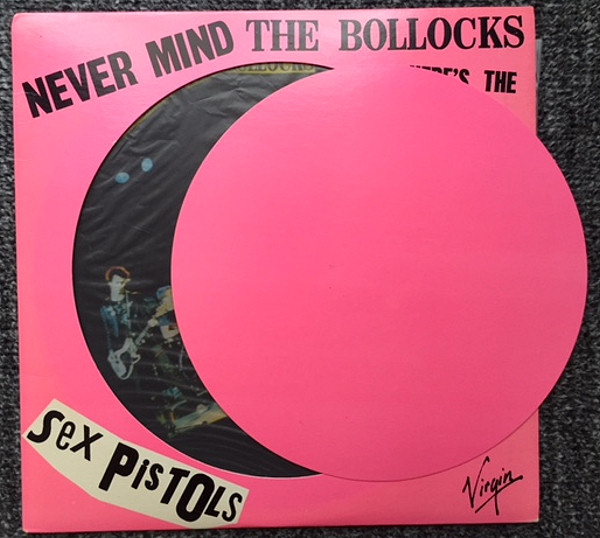 NEVER MIND THE BOLLOCKS
HERE'S THE
SeX PiSTOLs
Virgin